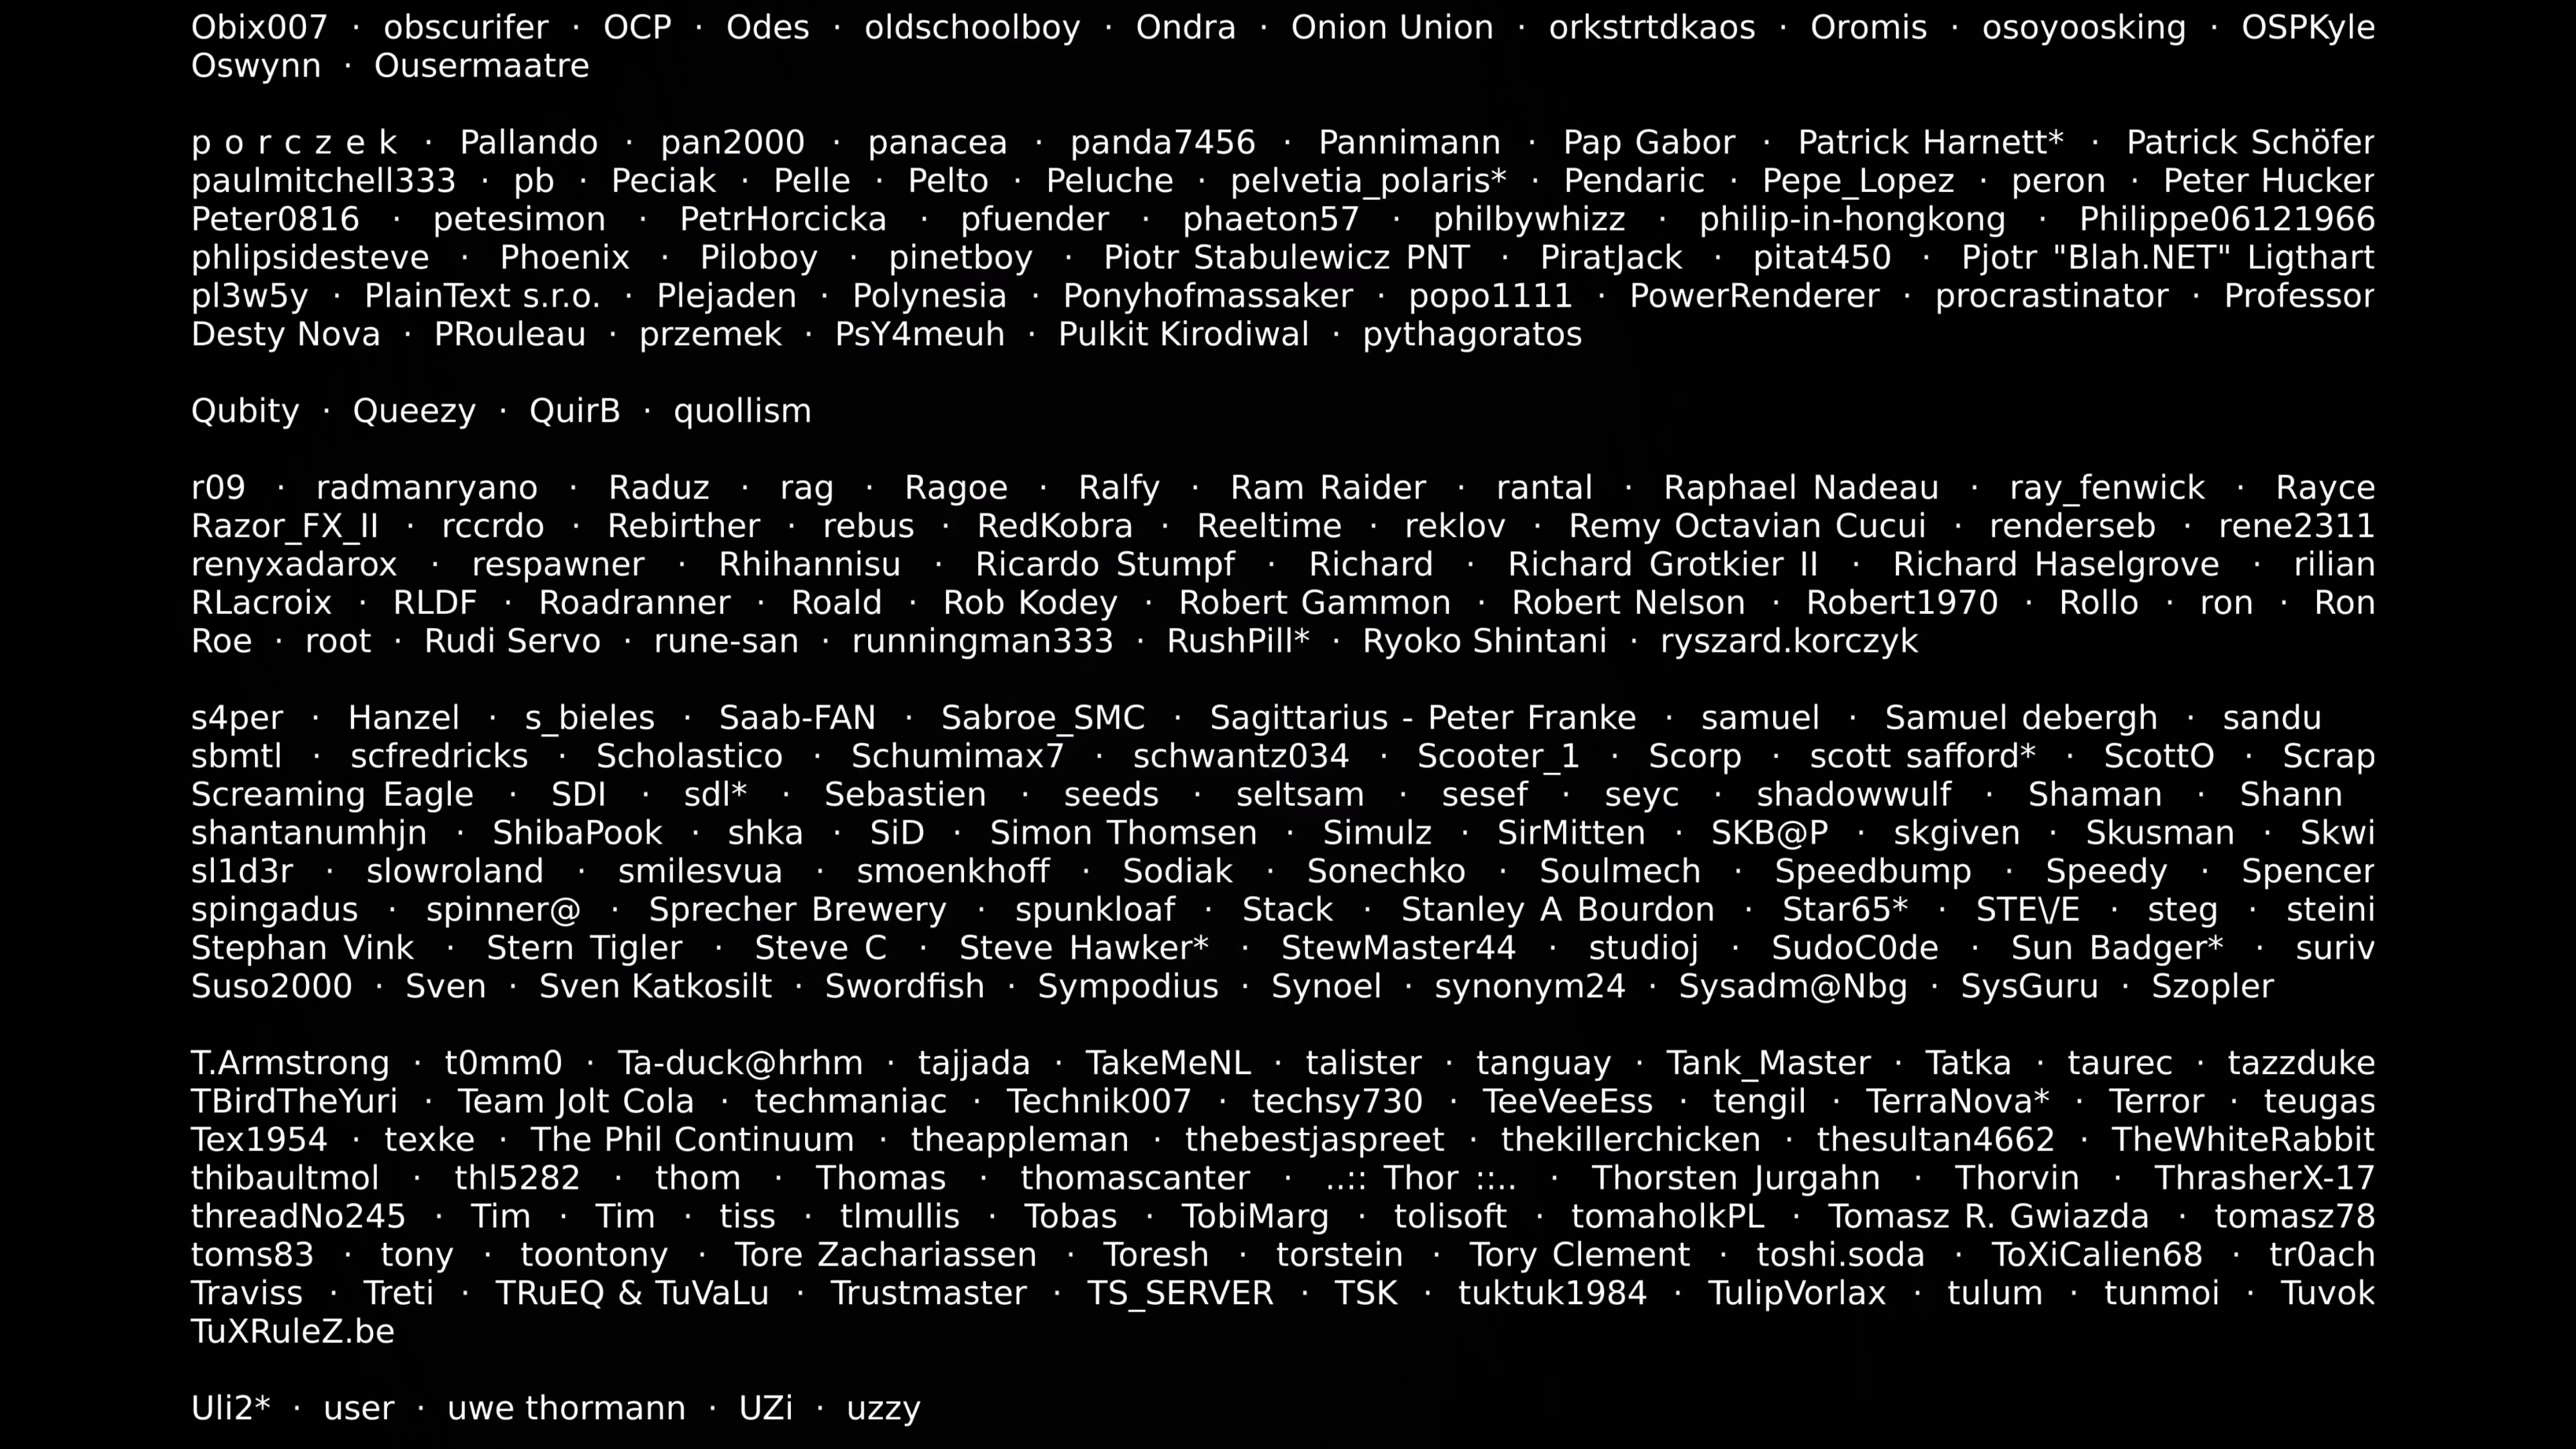 Obix007 · obscurifer · OCP · Odes · oldschoolboy · Ondra · Onion Union · orkstrtdkaos · Oromis · osoyoosking · OSPKyle
Oswynn · Ousermaatre
p o r c z e k · Pallando · pan2000 · panacea · panda7456 · Pannimann · Pap Gabor · Patrick Harnett* · Patrick Schöfer
paulmitchell333 · pb · Peciak · Pelle · Pelto · Peluche · pelvetia_polaris* · Pendaric · Pepe_Lopez · peron · Peter Hucker
Peter0816 · petesimon · PetrHorcicka · pfuender · phaeton57 · philbywhizz · philip-in-hongkong · Philippe06121966
phlipsidesteve · Phoenix · Piloboy · pinetboy · Piotr Stabulewicz PNT · PiratJack · pitat450 · Pjotr "Blah.NET" Ligthart
pl3w5y · PlainText s.r.o. · Plejaden · Polynesia · Ponyhofmassaker · popo1111 · PowerRenderer · procrastinator · Professor
Desty Nova · PRouleau · przemek · PsY4meuh · Pulkit Kirodiwal · pythagoratos
Qubity · Queezy · QuirB · quollism
r09 · radmanryano · Raduz · rag · Ragoe · Ralfy · Ram Raider · rantal · Raphael Nadeau · ray_fenwick · Rayce
Razor_FX_II · rccrdo · Rebirther · rebus · RedKobra · Reeltime · reklov · Remy Octavian Cucui · renderseb · rene2311
renyxadarox · respawner · Rhihannisu · Ricardo Stumpf · Richard · Richard Grotkier II · Richard Haselgrove · rilian
RLacroix · RLDF · Roadranner · Roald · Rob Kodey · Robert Gammon · Robert Nelson · Robert1970 · Rollo · ron · Ron
Roe · root · Rudi Servo · rune-san · runningman333 · RushPill* · Ryoko Shintani · ryszard.korczyk
s4per · Hanzel · s_bieles · Saab-FAN · Sabroe_SMC · Sagittarius - Peter Franke · samuel · Samuel debergh · sandu
sbmtl · scfredricks · Scholastico · Schumimax7 · schwantz034 · Scooter_1 · Scorp · scott safford* · ScottO · Scrap
Screaming Eagle · SDI · sdl* · Sebastien · seeds · seltsam · sesef · seyc · shadowwulf · Shaman · Shann
shantanumhjn · ShibaPook · shka · SiD · Simon Thomsen · Simulz · SirMitten · SKB@P · skgiven · Skusman · Skwi
sl1d3r · slowroland · smilesvua · smoenkhoff · Sodiak · Sonechko · Soulmech · Speedbump · Speedy · Spencer
spingadus · spinner@ · Sprecher Brewery · spunkloaf · Stack · Stanley A Bourdon · Star65* · STE\/E · steg · steini
Stephan Vink · Stern Tigler · Steve C · Steve Hawker* · StewMaster44 · studioj · SudoC0de · Sun Badger* · suriv
Suso2000 · Sven · Sven Katkosilt · Swordfish · Sympodius · Synoel · synonym24 · Sysadm@Nbg · SysGuru · Szopler
T.Armstrong · t0mm0 · Ta-duck@hrhm · tajjada · TakeMeNL · talister · tanguay · Tank_Master · Tatka · taurec · tazzduke
TBirdTheYuri · Team Jolt Cola · techmaniac · Technik007 · techsy730 · TeeVeeEss · tengil · TerraNova* · Terror · teugas
Tex1954 · texke · The Phil Continuum · theappleman · thebestjaspreet · thekillerchicken · thesultan4662 · TheWhiteRabbit
thibaultmol · thl5282 · thom · Thomas · thomascanter · ..:: Thor ::.. · Thorsten Jurgahn · Thorvin · ThrasherX-17
threadNo245 · Tim · Tim · tiss · tlmullis · Tobas · TobiMarg · tolisoft · tomaholkPL · Tomasz R. Gwiazda · tomasz78
toms83 · tony · toontony · Tore Zachariassen · Toresh · torstein · Tory Clement · toshi.soda · ToXiCalien68 · tr0ach
Traviss · Treti · TRuEQ & TuVaLu · Trustmaster · TS_SERVER · TSK · tuktuk1984 · TulipVorlax · tulum · tunmoi · Tuvok
TuXRuleZ.be
Uli2* · user · uwe thormann · UZi · uzzy